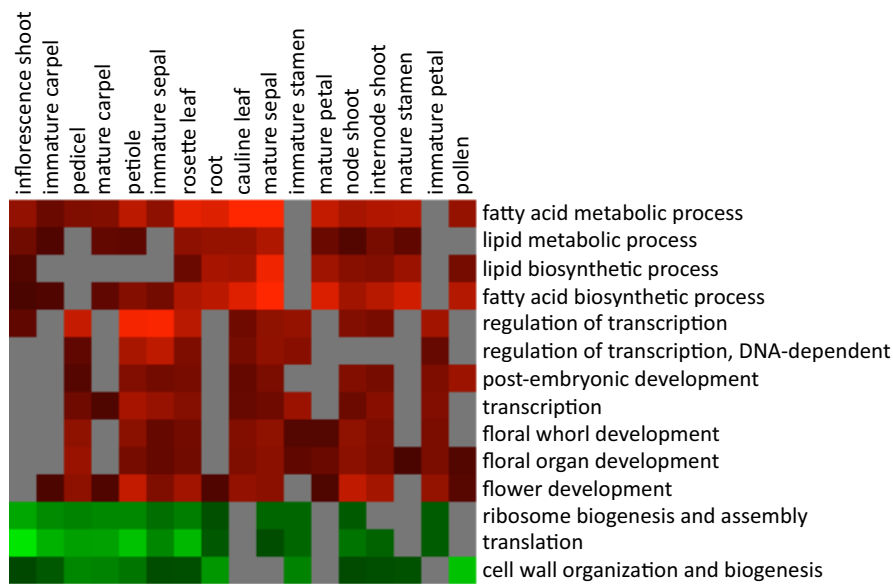 inflorescence shoot
immature carpel
pedicel
mature carpel
petiole
immature sepal
rosette leaf
root
cauline leaf
mature sepal
immature stamen
mature petal
node shoot
internode shoot
mature stamen
immature petal
pollen
fatty acid metabolic process
lipid metabolic process
lipid biosynthetic process
fatty acid biosynthetic process
regulation of transcription
regulation of transcription, DNA-dependent
post-embryonic development
transcription
floral whorl development
floral organ development
flower development
ribosome biogenesis and assembly
translation
cell wall organization and biogenesis